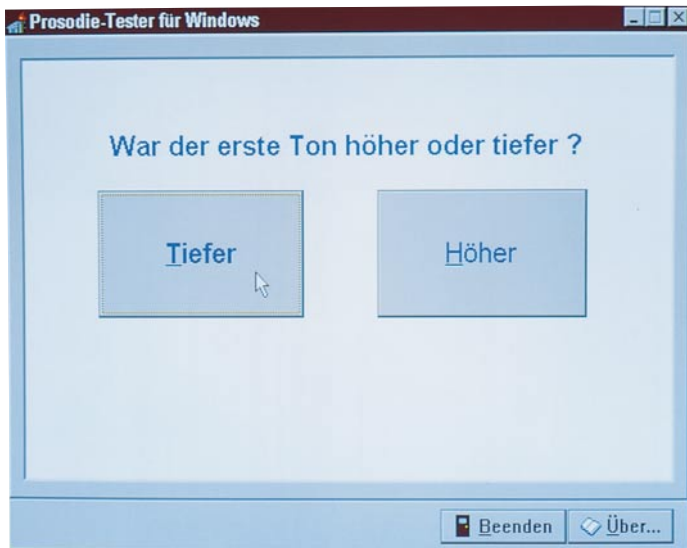 Prosodie-Tester für Windows
War der erste Ton höher oder tiefer ?
Tiefer Höher
Beenden Über...